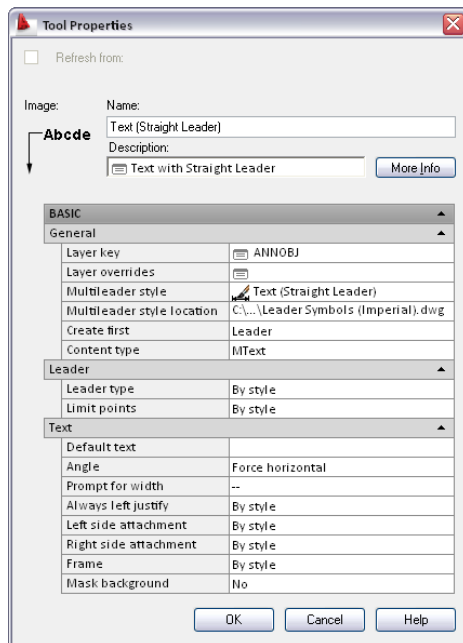 Tool Properties
Refresh from:
Image: Name:
Abcde Text (Straight Leader)
Description:
Text with Straight Leader More Info
BASIC
General
Layer key ANNOBJ
Layer overrides
Multileader style Text (Straight Leader)
Multileader style location C:\...\Leader Symbols (Imperial).dwg
Create first Leader
Content type MText
Leader
Leader type By style
Limit points By style
Text
Default text
Angle Force horizontal
Prompt for width --
Always left justify By style
Left side attachment By style
Right side attachment By style
Frame By style
Mask background No
OK Cancel Help